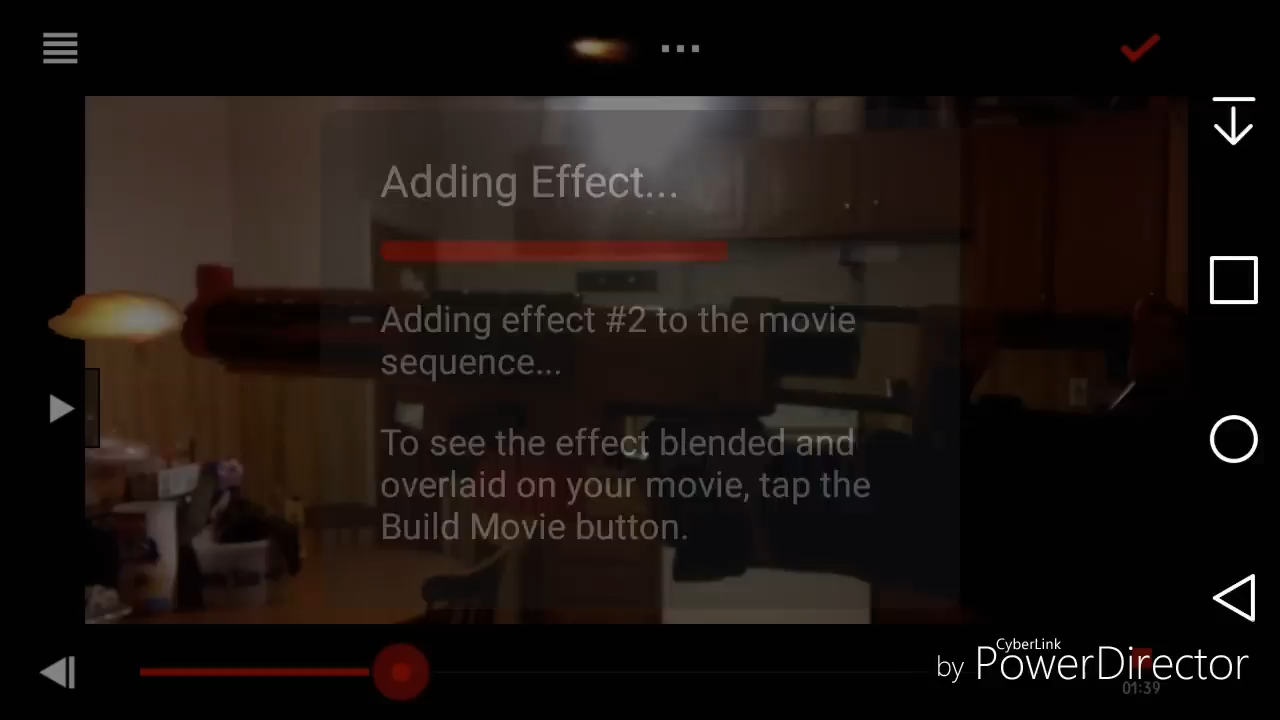 Adding Effect...
Adding effect #2 to the movie
sequence...
To see the effect blended and
overlaid on your movie, tap the
Build Movie button.
CyberLink
by PowerDirector
01:39